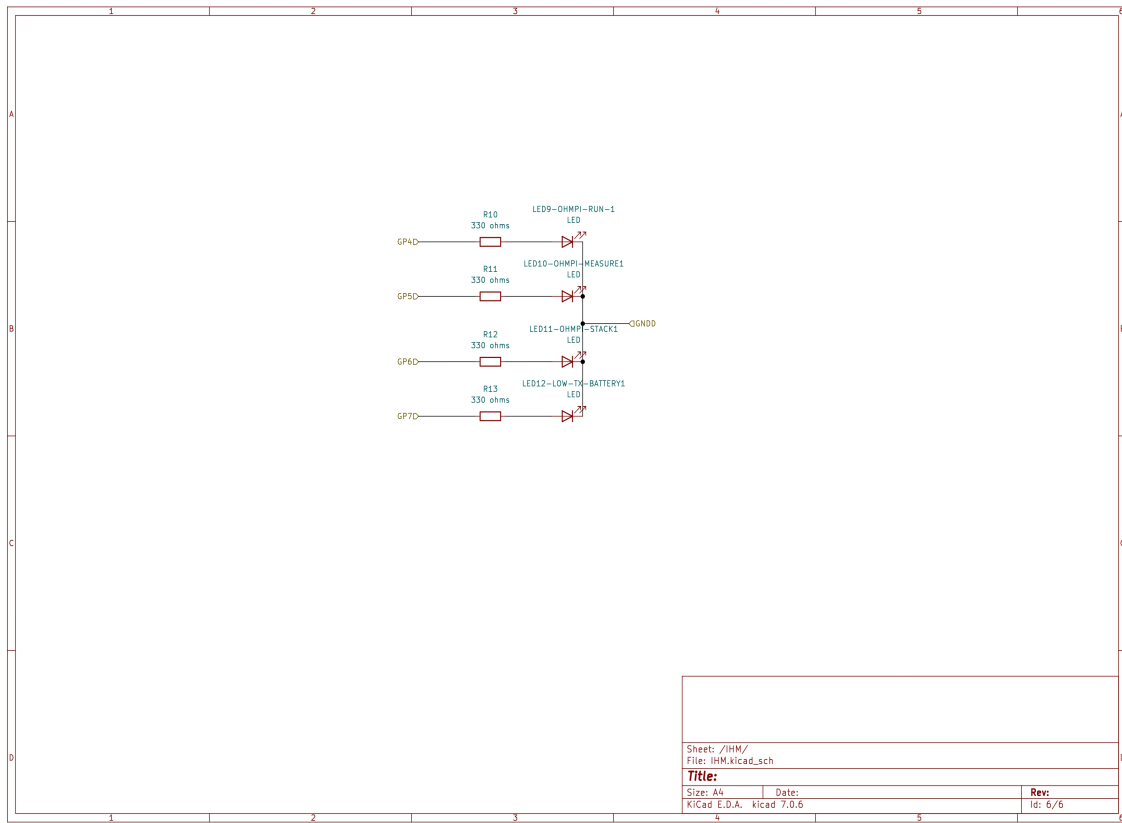 1 2 3 4 5 6
A
R10
330 ohms
LED9-OHMPI-RUN-1
LED
GP4
R11
330 ohms
LED10-OHMPI-MEASURE1
LED
GP5
GNDD
R12
330 ohms
LED11-OHMPI-STACK1
LED
B
GP6
R13
330 ohms
LED12-LOW-TX-BATTERY1
LED
GP7
C
D
Sheet: /IHM/
File: IHM.kicad_sch
Title:
Size: A4 Date: Rev:
KiCad E.D.A. kicad 7.0.6 Id: 6/6
1 2 3 4 5 6